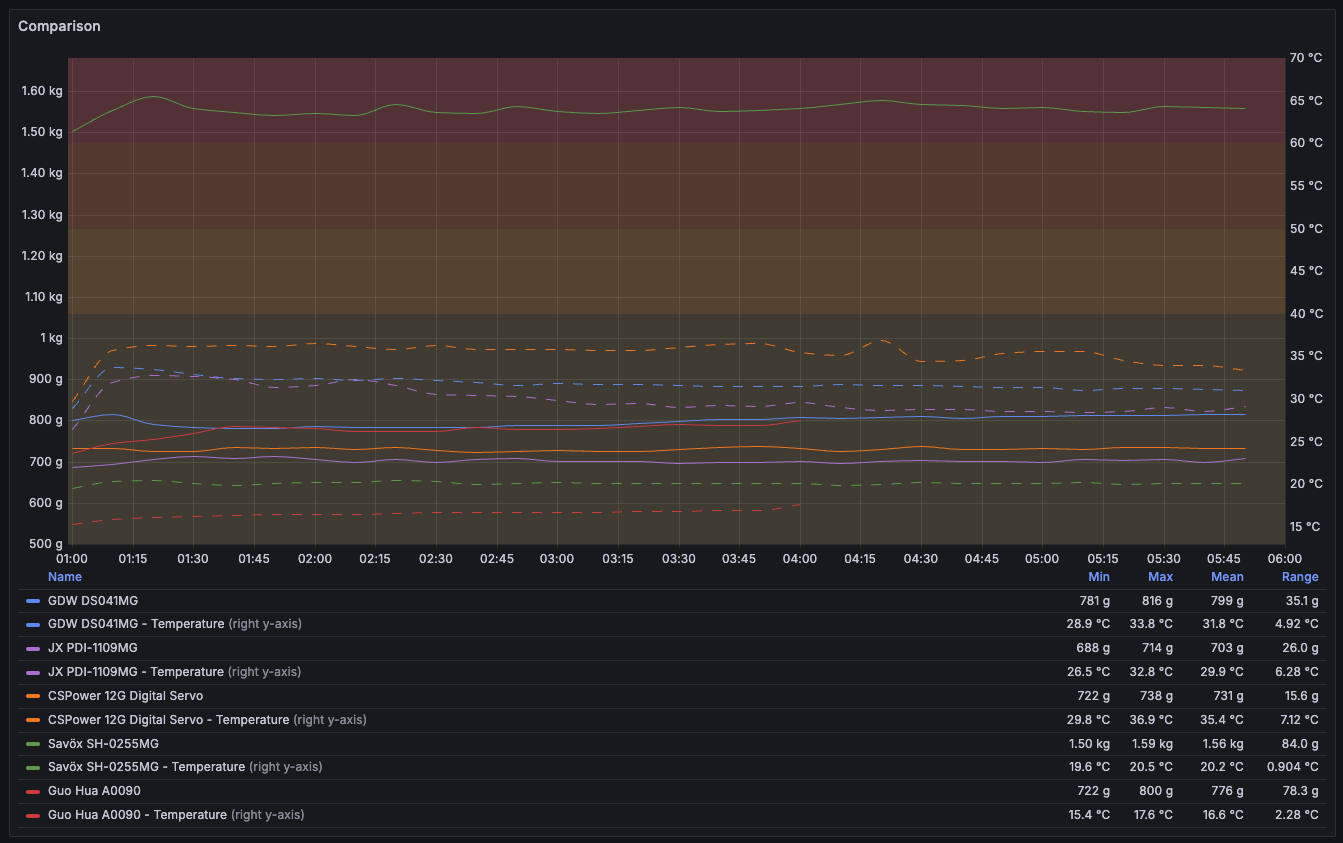 Comparison
70 °C
1.60 kg
65 °C
1.50 kg
60 °C
1.40 kg
55 °C
1.30 kg
50 °C
1.20 kg
45 °C
1.10 kg
40 °C
1 kg
35 °C
900 g
30 °C
800 g
25 °C
700 g
20 °C
600 g
15 °C
500 g
01:00 01:15 01:30 01:45 02:00 02:15 02:30 02:45 03:00 03:15 03:30 03:45 04:00 04:15 04:30 04:45 05:00 05:15 05:30 05:45 06:00
Name Min Max Mean Range
GDW DS041MG 781 g 816 g 799 g 35.1 g
GDW DS041MG - Temperature (right y-axis) 28.9 °C 33.8 °C 31.8 °C 4.92 °C
JX PDI-1109MG 688 g 714 g 703 g 26.0 g
JX PDI-1109MG - Temperature (right y-axis) 26.5 °C 32.8 °C 29.9 °C 6.28 °C
CSPower 12G Digital Servo 722 g 738 g 731 g 15.6 g
CSPower 12G Digital Servo - Temperature (right y-axis) 29.8 °C 36.9 °C 35.4 °C 7.12 °C
Savöx SH-0255MG 1.50 kg 1.59 kg 1.56 kg 84.0 g
Savöx SH-0255MG - Temperature (right y-axis) 19.6 °C 20.5 °C 20.2 °C 0.904 °C
Guo Hua A0090 722 g 800 g 776 g 78.3 g
Guo Hua A0090 - Temperature (right y-axis) 15.4 °C 17.6 °C 16.6 °C 2.28 °C